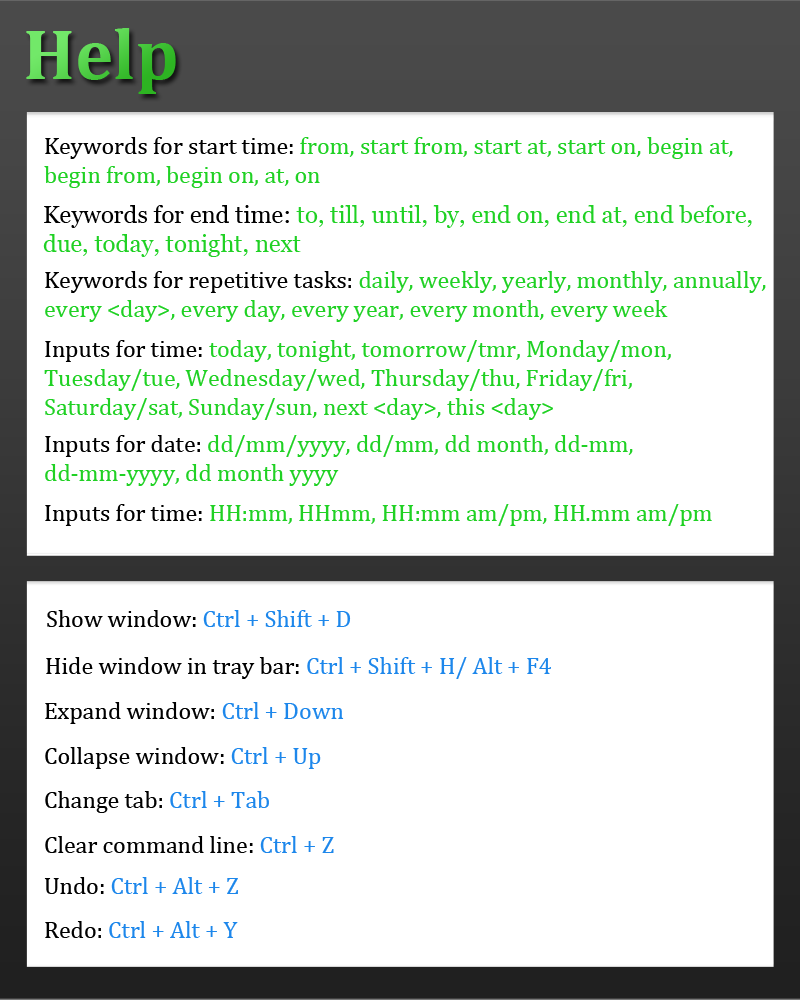 Help
Keywords for start time: from, start from, start at, start on, begin at,
begin from, begin on, at, on
Keywords for end time: to, till, until, by, end on, end at, end before,
due, today, tonight, next
Keywords for repetitive tasks: daily, weekly, yearly, monthly, annually,
every <day>, every day, every year, every month, every week
Inputs for time: today, tonight, tomorrow/tmr, Monday/mon,
Tuesday/tue, Wednesday/wed, Thursday/thu, Friday/fri,
Saturday/sat, Sunday/sun, next <day>, this <day>
Inputs for date: dd/mm/yyyy, dd/mm, dd month, dd-mm,
dd-mm-yyyy, dd month yyyy
Inputs for time: HH:mm, HHmm, HH:mm am/pm, HH.mm am/pm
Show window: Ctrl + Shift + D
Hide window in tray bar: Ctrl + Shift + H/ Alt + F4
Expand window: Ctrl + Down
Collapse window: Ctrl + Up
Change tab: Ctrl + Tab
Clear command line: Ctrl + Z
Undo: Ctrl + Alt + Z
Redo: Ctrl + Alt + Y